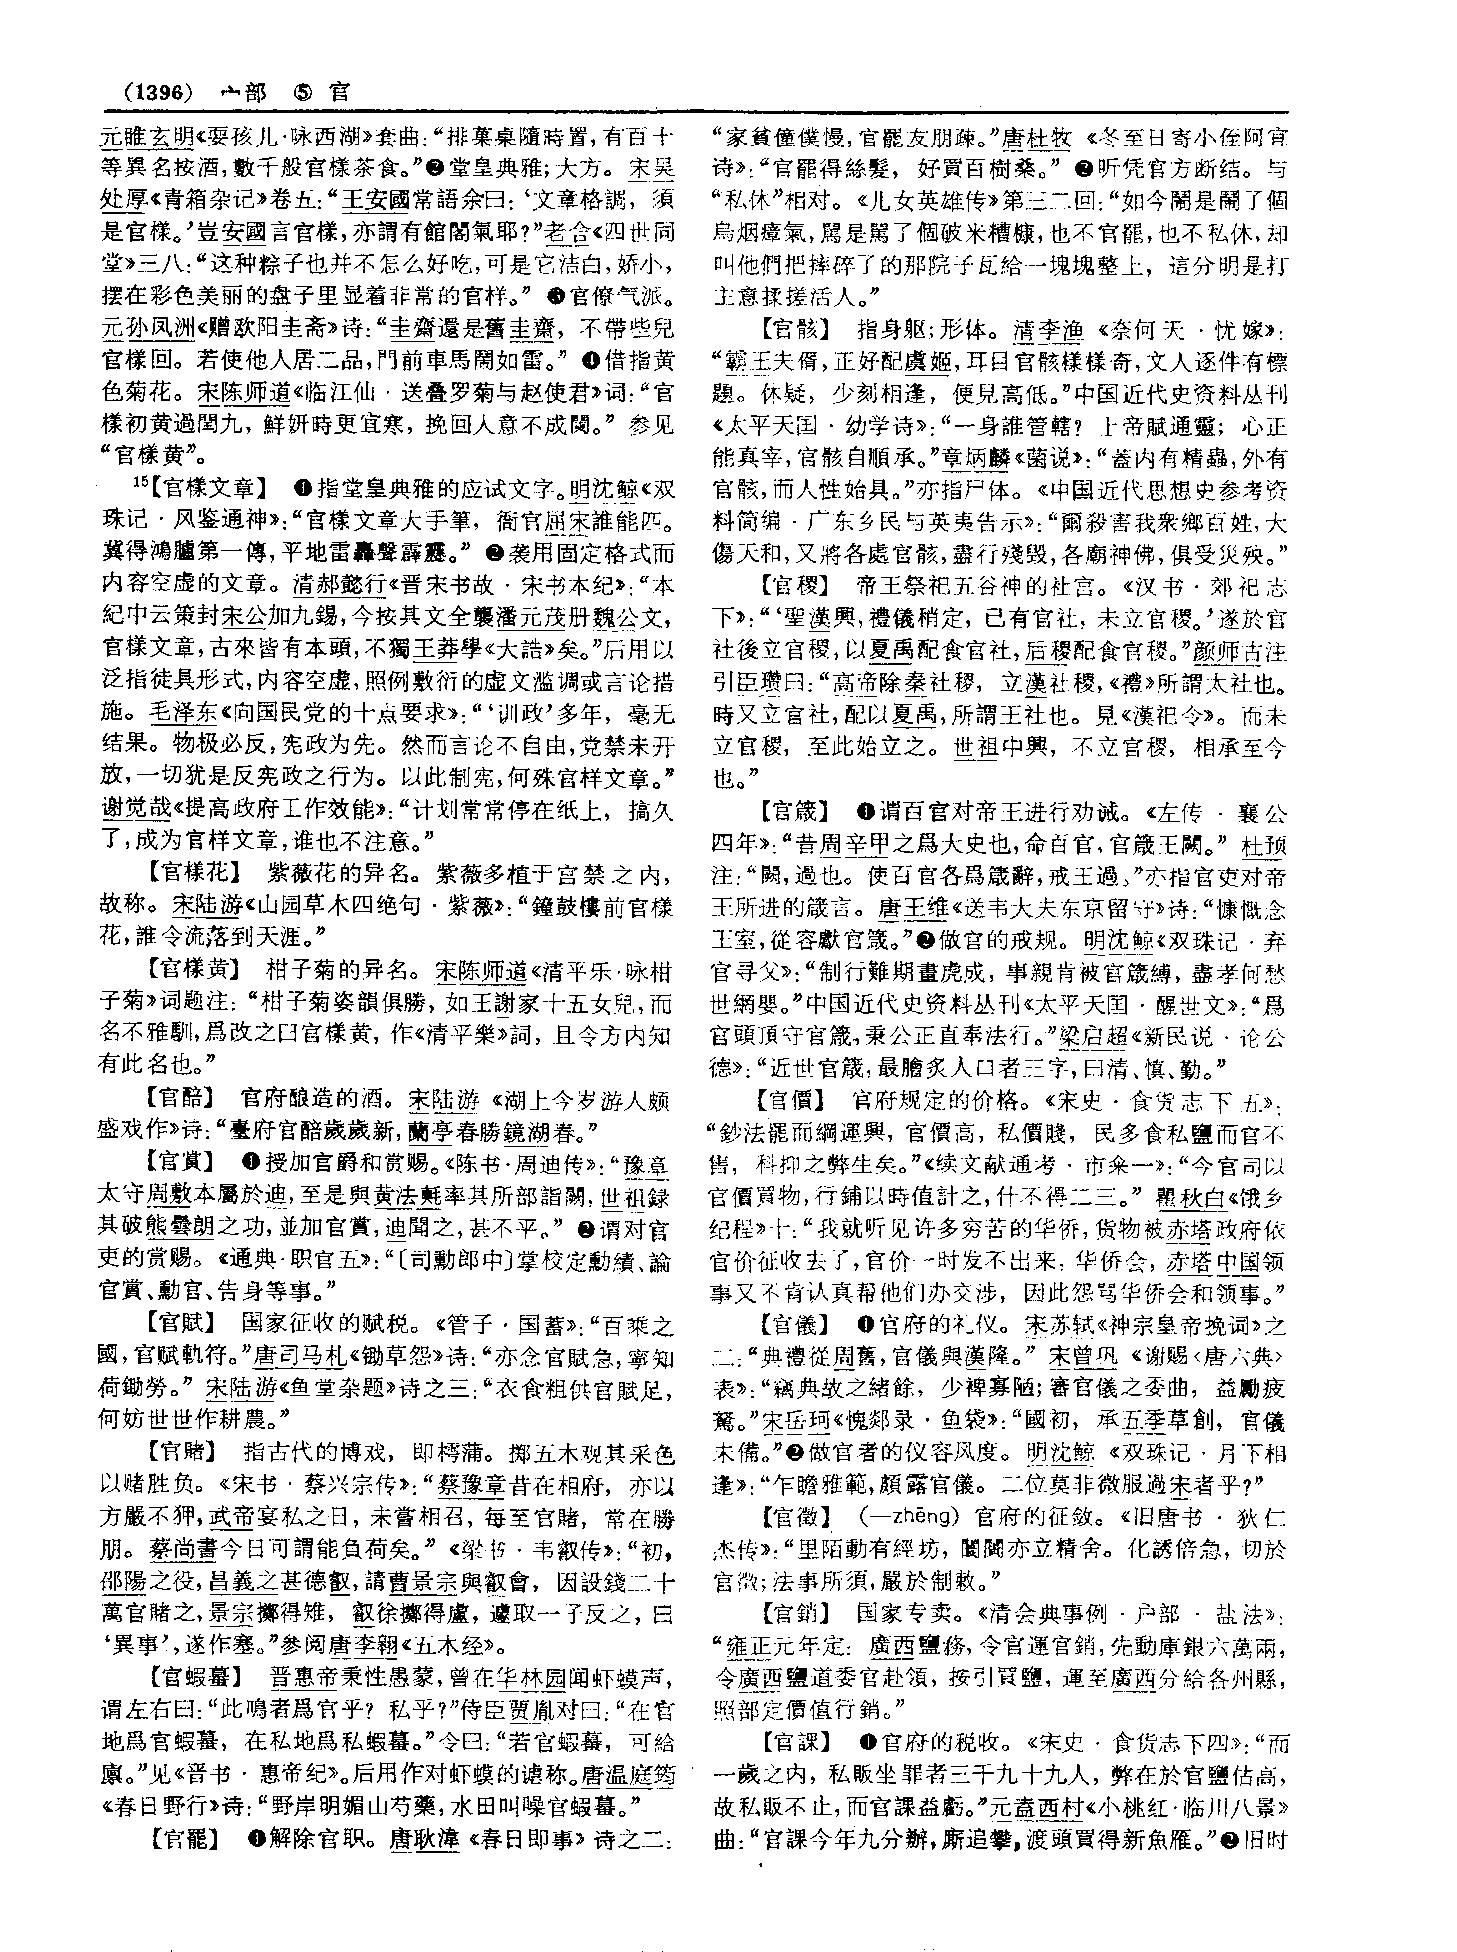 (1396) 宀部 ⑤ 官
元睢玄明《耍孩儿·咏西湖》套曲：“排菓桌隨時置，有百十
等異名按酒，數千般官樣茶食。”❷堂皇典雅；大方。宋吴
处厚《青箱杂记》卷五：“王安國常語余曰：‘文章格調，須
是官樣。’豈安國言官樣，亦謂有館閣氣耶？”老舍《四世同
堂》三八：“这种粽子也并不怎么好吃，可是它洁白，娇小，
摆在彩色美丽的盘子里显着非常的官样。” ❸官僚气派。
元孙凤洲《赠欧阳圭斋》诗：“圭齋還是舊圭齋，不帶些兒
官樣回。若使他人居二品，門前車馬鬧如雷。” ❹借指黄
色菊花。宋陈师道《临江仙·送叠罗菊与赵使君》词：“官
樣初黄過閏九，鮮妍時更宜寒，挽回人意不成闌。” 参见
“官樣黄”。
15【官樣文章】 ❶指堂皇典雅的应试文字。明沈鲸《双
珠记·风鉴通神》：“官樣文章大手筆，衙官屈宋誰能匹。
冀得鴻臚第一傳，平地雷轟聲霹靂。” ❷袭用固定格式而
内容空虚的文章。清郝懿行《晋宋书故·宋书本纪》：“本
紀中云策封宋公加九錫，今按其文全襲潘元茂册魏公文，
官樣文章，古來皆有本頭，不獨王莽學《大誥》矣。”后用以
泛指徒具形式，内容空虚，照例敷衍的虚文滥调或言论措
施。毛泽东《向国民党的十点要求》：“‘训政’多年，毫无
结果。物极必反，宪政为先。然而言论不自由，党禁未开
放，一切犹是反宪政之行为。以此制宪，何殊官样文章。”
谢觉哉《提高政府工作效能》：“计划常常停在纸上，搞久
了，成为官样文章，谁也不注意。”
【官樣花】 紫薇花的异名。紫薇多植于宫禁之内，
故称。宋陆游《山园草木四绝句·紫薇》：“鐘鼓樓前官樣
花，誰令流落到天涯。”
【官樣黄】 柑子菊的异名。宋陈师道《清平乐·咏柑
子菊》词题注：“柑子菊姿韻俱勝，如王謝家十五女兒，而
名不雅馴，爲改之曰官樣黄，作《清平樂》詞，且令方内知
有此名也。”
【官醅】 官府酿造的酒。宋陆游《湖上今岁游人颇
盛戏作》诗：“臺府官醅歲歲新，蘭亭春勝鏡湖春。”
【官賞】 ❶授加官爵和赏赐。《陈书·周迪传》：“豫章
太守周敷本屬於迪，至是與黄法𣰰率其所部詣闕，世祖録
其破熊曇朗之功，並加官賞，迪聞之，甚不平。” ❷谓对官
吏的赏赐。《通典·职官五》：“〔司勳郎中〕掌校定勳績、論
官賞、勳官、告身等事。”
【官賦】 国家征收的赋税。《管子·国蓄》：“百乘之
國，官賦軌符。”唐司马札《锄草怨》诗：“亦念官賦急，寧知
荷鋤勞。” 宋陆游《鱼堂杂题》诗之三：“衣食粗供官賦足，
何妨世世作耕農。”
【官賭】 指古代的博戏，即樗蒲。掷五木观其采色
以赌胜负。《宋书·蔡兴宗传》：“蔡豫章昔在相府，亦以
方嚴不狎，武帝宴私之日，未嘗相召，每至官賭，常在勝
朋。蔡尚書今日可謂能負荷矣。” 《梁书·韦叡传》：“初，
邵陽之役，昌義之甚德叡，請曹景宗與叡會，因設錢二十
萬官賭之，景宗擲得雉，叡徐擲得盧，遽取一子反之，曰
‘異事’，遂作塞。”参阅唐李翱《五木经》。
【官蝦蟇】 晋惠帝秉性愚蒙，曾在华林园闻虾蟆声，
谓左右曰：“此鳴者爲官乎？私乎？”侍臣贾胤对曰：“在官
地爲官蝦蟇，在私地爲私蝦蟇。”令曰：“若官蝦蟇，可給
廪。”见《晋书·惠帝纪》。后用作对虾蟆的谑称。唐温庭筠
《春日野行》诗：“野岸明媚山芍藥，水田叫噪官蝦蟇。”
【官罷】 ❶解除官职。唐耿湋《春日即事》诗之二：
“家貧僮僕慢，官罷友朋疎。”唐杜牧《冬至日寄小侄阿宜
诗》：“官罷得絲髮，好買百樹桑。” ❷听凭官方断结。与
“私休”相对。《儿女英雄传》第三二回：“如今鬧是鬧了個
烏烟瘴氣，駡是駡了個破米糟糠，也不官罷，也不私休，却
叫他們把摔碎了的那院子瓦給一塊塊整上，這分明是打
主意揉搓活人。”
【官骸】 指身躯；形体。清李渔《奈何天·忧嫁》：
“霸王夫脩，正好配虞姬，耳目官骸樣樣奇，文人逐件有標
題。休疑，少刻相逢，便見高低。”中国近代史资料丛刊
《太平天囯·幼学诗》：“一身誰管轄？上帝賦通靈；心正
能真宰，官骸自順承。”章炳麟《菌说》：“蓋内有精蟲，外有
官骸，而人性始具。”亦指尸体。《中国近代思想史参考资
料简编·广东乡民与英夷告示》：“爾殺害我衆鄉百姓，大
傷天和，又將各處官骸，盡行殘毁，各廟神佛，俱受災殃。”
【官稷】 帝王祭祀五谷神的社宫。《汉书·郊祀志
下》：“‘聖漢興，禮儀稍定，已有官社，未立官稷。’遂於官
社後立官稷，以夏禹配食官社，后稷配食官稷。”颜师古注
引臣瓒曰：“高帝除秦社稷，立漢社稷，《禮》所謂太社也。
時又立官社，配以夏禹，所謂王社也。見《漢祀令》。而未
立官稷，至此始立之。世祖中興，不立官稷，相承至今
也。”
【官箴】 ❶谓百官对帝王进行劝诫。《左传·襄公
四年》：“昔周辛甲之爲大史也，命百官，官箴王闕。” 杜预
注：“闕，過也。使百官各爲箴辭，戒王過。”亦指官吏对帝
王所进的箴言。唐王维《送韦大夫东京留守》诗：“慷慨念
王室，從容獻官箴。”❷做官的戒规。明沈鲸《双珠记·弃
官寻父》：“制行難期畫虎成，事親肯被官箴縛，盡孝何愁
世網嬰。”中国近代史资料丛刊《太平天囯·醒世文》：“爲
官頭頂守官箴，秉公正直奉法行。”梁启超《新民说·论公
德》：“近世官箴，最膾炙人口者三字，曰清、慎、勤。”
【官價】 官府规定的价格。《宋史·食货志下五》：
“鈔法罷而綱運興，官價高，私價賤，民多食私鹽而官不
售，科抑之弊生矣。”《续文献通考·市籴一》：“今官司以
官價買物，行鋪以時值計之，什不得二三。” 瞿秋白《饿乡
纪程》十：“我就听见许多穷苦的华侨，货物被赤塔政府依
官价征收去了，官价一时发不出来，华侨会，赤塔中国领
事又不肯认真帮他们办交涉，因此怨骂华侨会和领事。”
【官儀】 ❶官府的礼仪。宋苏轼《神宗皇帝挽词》之
二：“典禮從周舊，官儀與漢隆。” 宋曾巩《谢赐〈唐六典〉
表》：“竊典故之緒餘，少裨寡陋；審官儀之委曲，益勵疲
駑。”宋岳珂《愧郯录·鱼袋》：“國初，承五季草創，官儀
未備。”❷做官者的仪容风度。明沈鲸《双珠记·月下相
逢》：“乍瞻雅範，頗露官儀。二位莫非微服過宋者乎？”
【官徵】 （—zhēng）官府的征敛。《旧唐书·狄仁
杰传》：“里陌動有經坊，闤闠亦立精舍。化誘倍急，切於
官徵；法事所須，嚴於制敕。”
【官銷】 国家专卖。《清会典事例·户部·盐法》：
“雍正元年定：廣西鹽務，令官運官銷，先動庫銀六萬兩，
令廣西鹽道委官赴領，按引買鹽，運至廣西分給各州縣，
照部定價值行銷。”
【官課】 ❶官府的税收。《宋史·食货志下四》：“而
一歲之内，私販坐罪者三千九十九人，弊在於官鹽估高，
故私販不止，而官課益虧。”元盍西村《小桃红·临川八景》
曲：“官課今年九分辦，廝追攀，渡頭買得新魚雁。”❷旧时